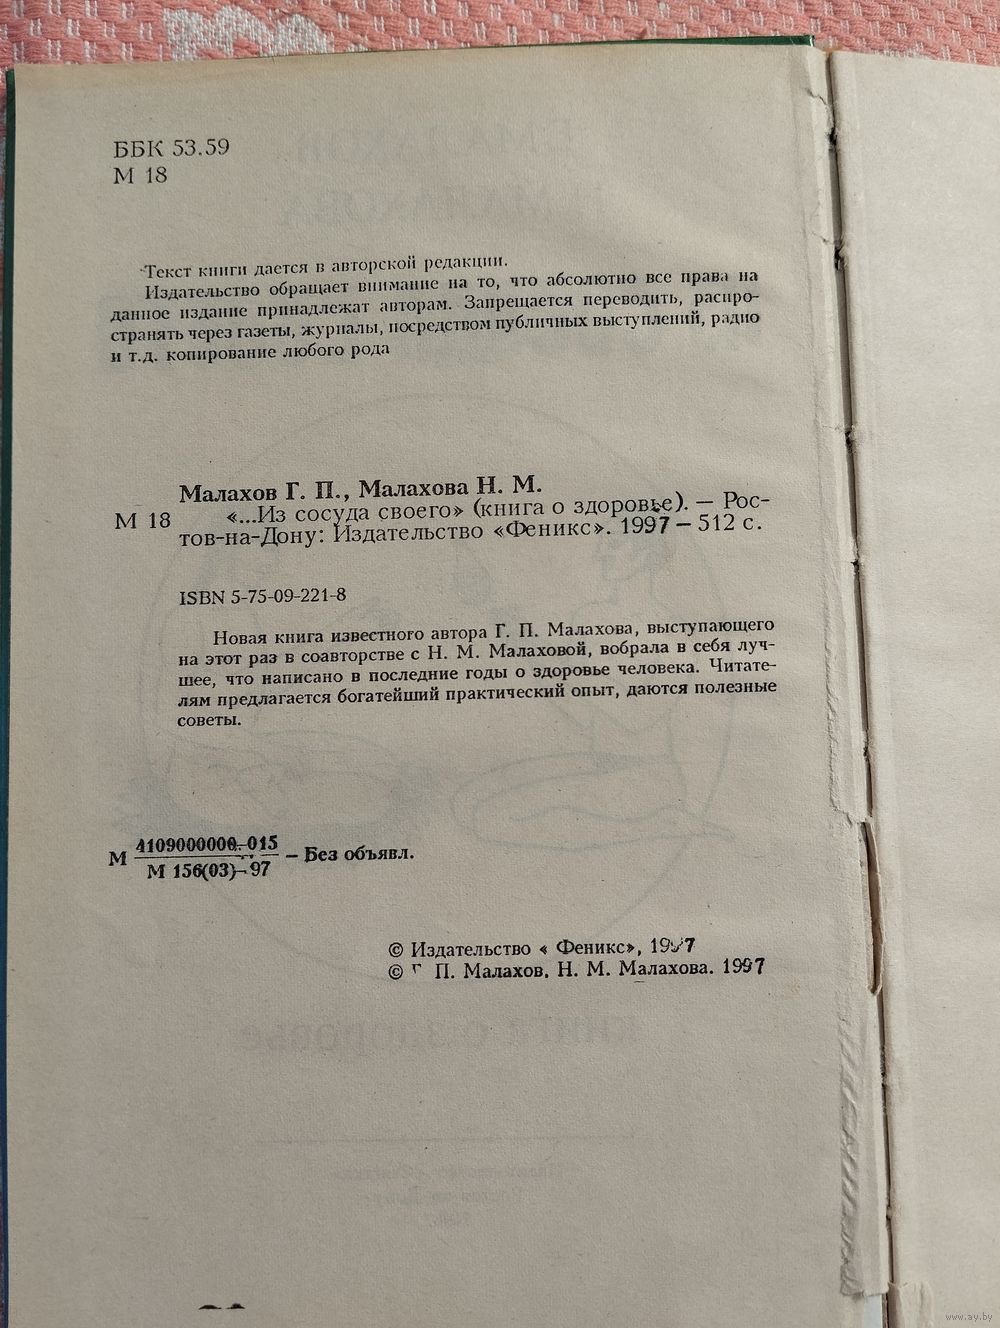 ББК 53.59
М 18
Текст книги дается в авторской редакции.
Издательство обращает внимание на то, что абсолютно все права на
данное издание принадлежат авторам. Запрещается переводить, распро-
странять через газеты, журналы, посредством публичных выступлений, радио
и т.д. копирование любого рода
Малахов Г. П., Малахова Н. М.
М 18 «...Из сосуда своего» (книга о здоровье). — Рос-
тов-на-Дону: Издательство «Феникс». 1997 – 512 с.
ISBN 5-75-09-221-8
Новая книга известного автора Г. П. Малахова, выступающего
на этот раз в соавторстве с Н. М. Малаховой, вобрала в себя луч-
шее, что написано в последние годы о здоровье человека. Читате-
лям предлагается богатейший практический опыт, даются полезные
советы.
М 4109000000-015
М 156(03)-97 – Без объявл.
© Издательство « Феникс», 1997
© Г. П. Малахов, Н. М. Малахова. 1997
www.ay.by